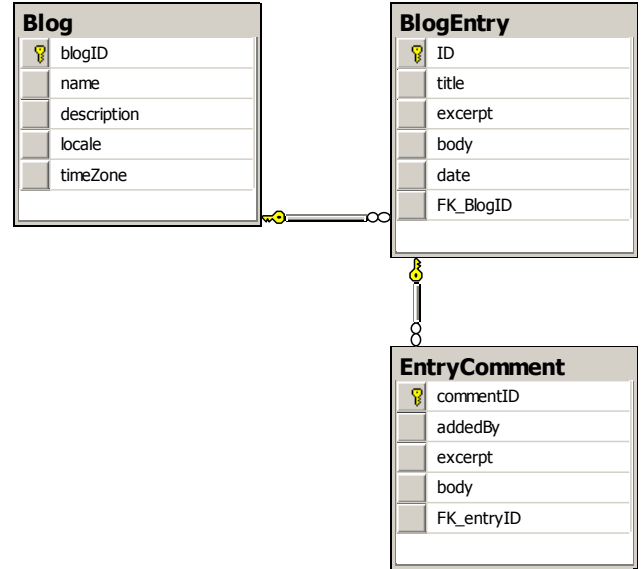 Blog
blogID
name
description
locale
timeZone
BlogEntry
ID
title
excerpt
body
date
FK_BlogID
EntryComment
commentID
addedBy
excerpt
body
FK_entryID